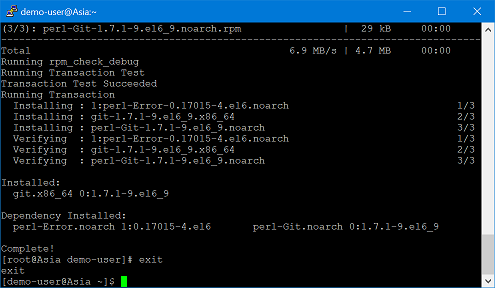 demo-user@Asia:~
(3/3): perl-Git-1.7.1-9.el6_9.noarch.rpm | 29 kB 00:00
--------------------------------------------------------------------------------
Total 6.9 MB/s | 4.7 MB 00:00
Running rpm_check_debug
Running Transaction Test
Transaction Test Succeeded
Running Transaction
Installing : 1:perl-Error-0.17015-4.el6.noarch 1/3
Installing : git-1.7.1-9.el6_9.x86_64 2/3
Installing : perl-Git-1.7.1-9.el6_9.noarch 3/3
Verifying : 1:perl-Error-0.17015-4.el6.noarch 1/3
Verifying : git-1.7.1-9.el6_9.x86_64 2/3
Verifying : perl-Git-1.7.1-9.el6_9.noarch 3/3
Installed:
git.x86_64 0:1.7.1-9.el6_9
Dependency Installed:
perl-Error.noarch 1:0.17015-4.el6 perl-Git.noarch 0:1.7.1-9.el6_9
Complete!
[root@Asia demo-user]# exit
exit
[demo-user@Asia ~]$